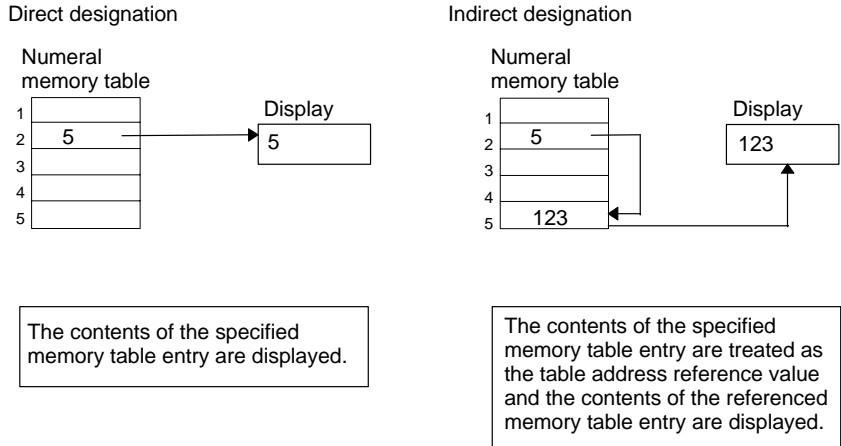 Direct designation
Numeral
memory table
Display
1
2 5
5
3
4
5
The contents of the specified
memory table entry are displayed.
Indirect designation
Numeral
memory table
Display
1
2 5
123
3
4
5 123
The contents of the specified
memory table entry are treated as
the table address reference value
and the contents of the referenced
memory table entry are displayed.